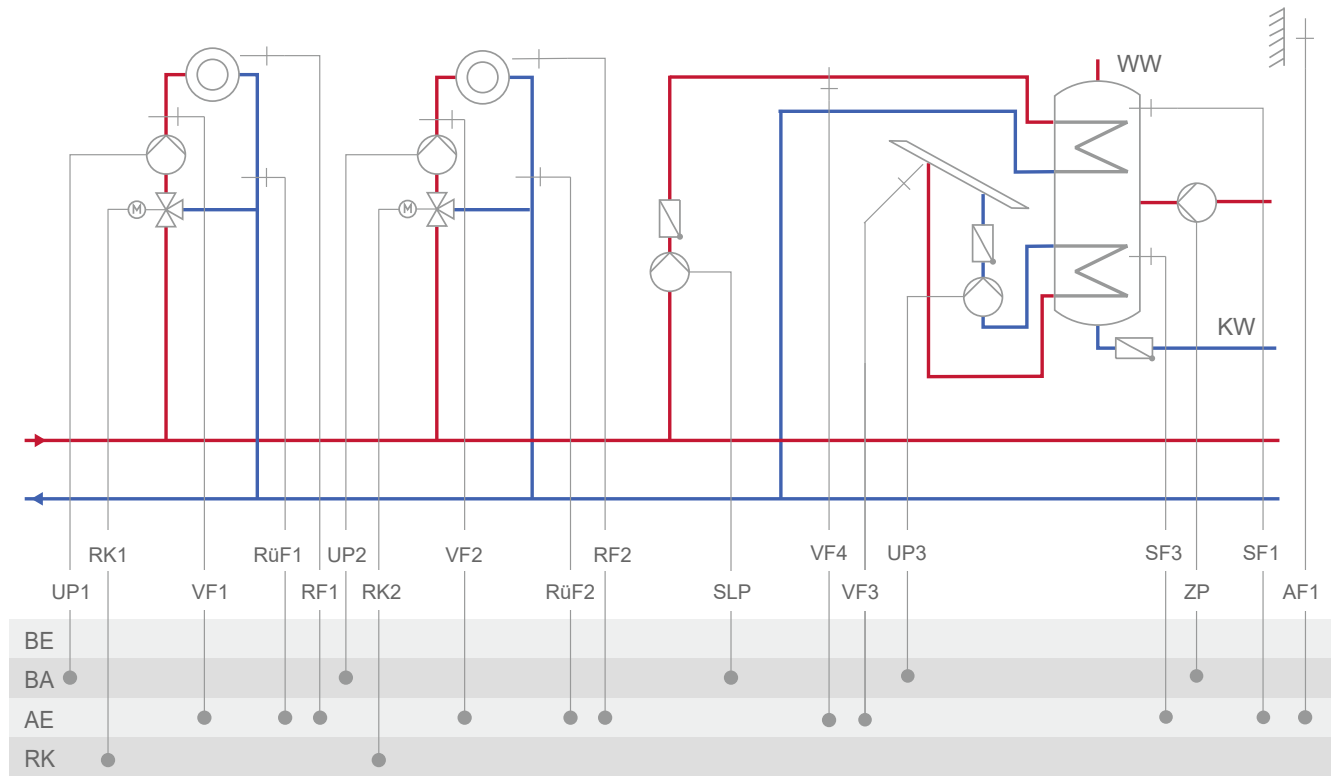 WW
M
M
KW
RK1 RüF1 UP2 VF2 RF2 VF4 UP3 SF3 SF1
UP1 VF1 RF1 RK2 RüF2 SLP VF3 ZP AF1
BE
BA
AE
RK